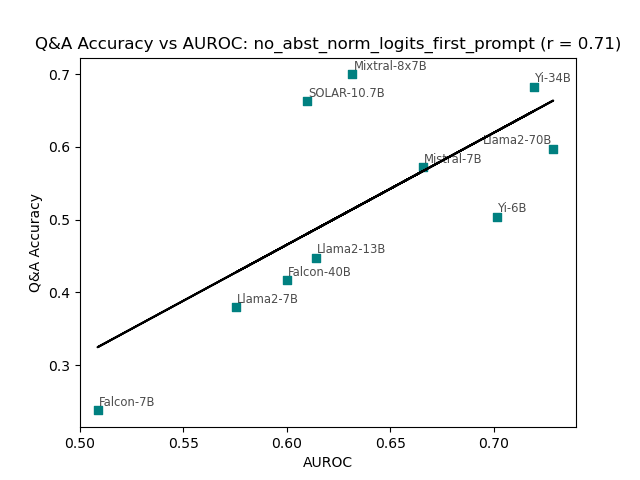 Q&A Accuracy vs AUROC: no_abst_norm_logits_first_prompt (r = 0.71)
Mixtral-8x7B
Yi-34B
SOLAR-10.7B
Llama2-70B
Mistral-7B
Yi-6B
Llama2-13B
Falcon-40B
Llama2-7B
Falcon-7B
Q&A Accuracy
0.7
0.6
0.5
0.4
0.3
0.50 0.55 0.60 0.65 0.70
AUROC